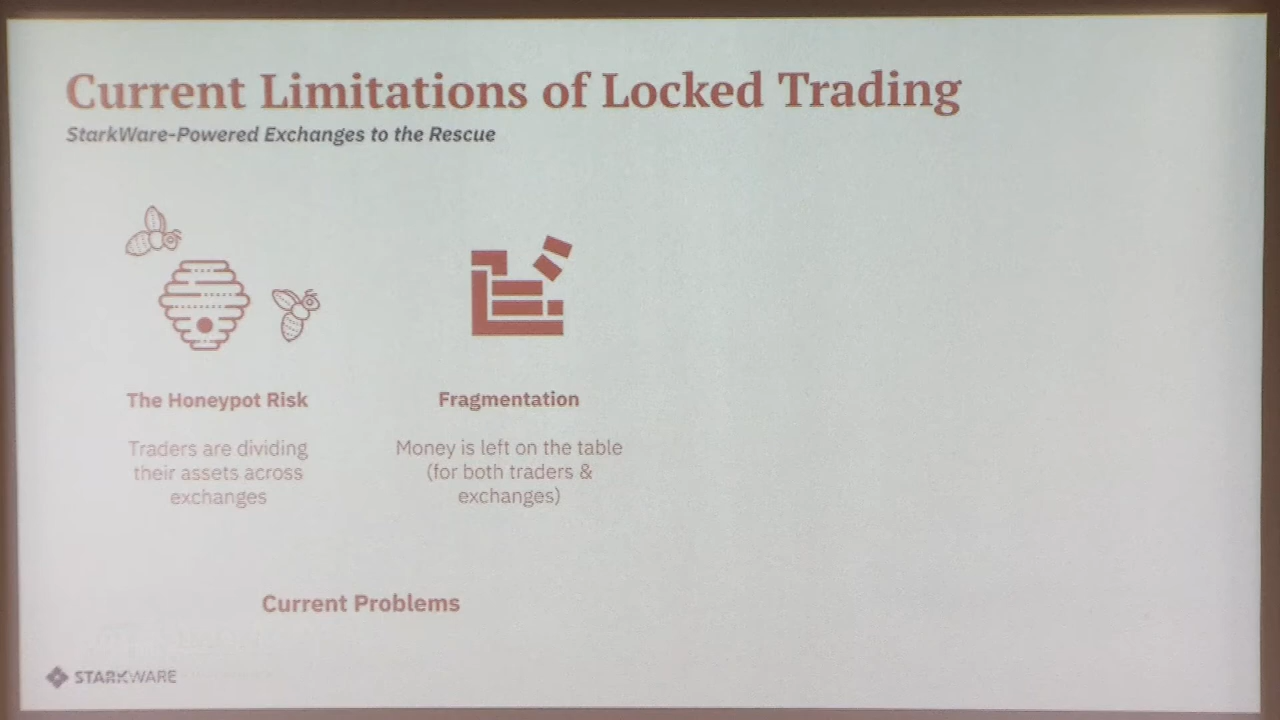 Current Limitations of Locked Trading
StarkWare-Powered Exchanges to the Rescue
The Honeypot Risk
Traders are dividing
their assets across
exchanges
Fragmentation
Money is left on the table
(for both traders &
exchanges)
Current Problems
STARKWARE